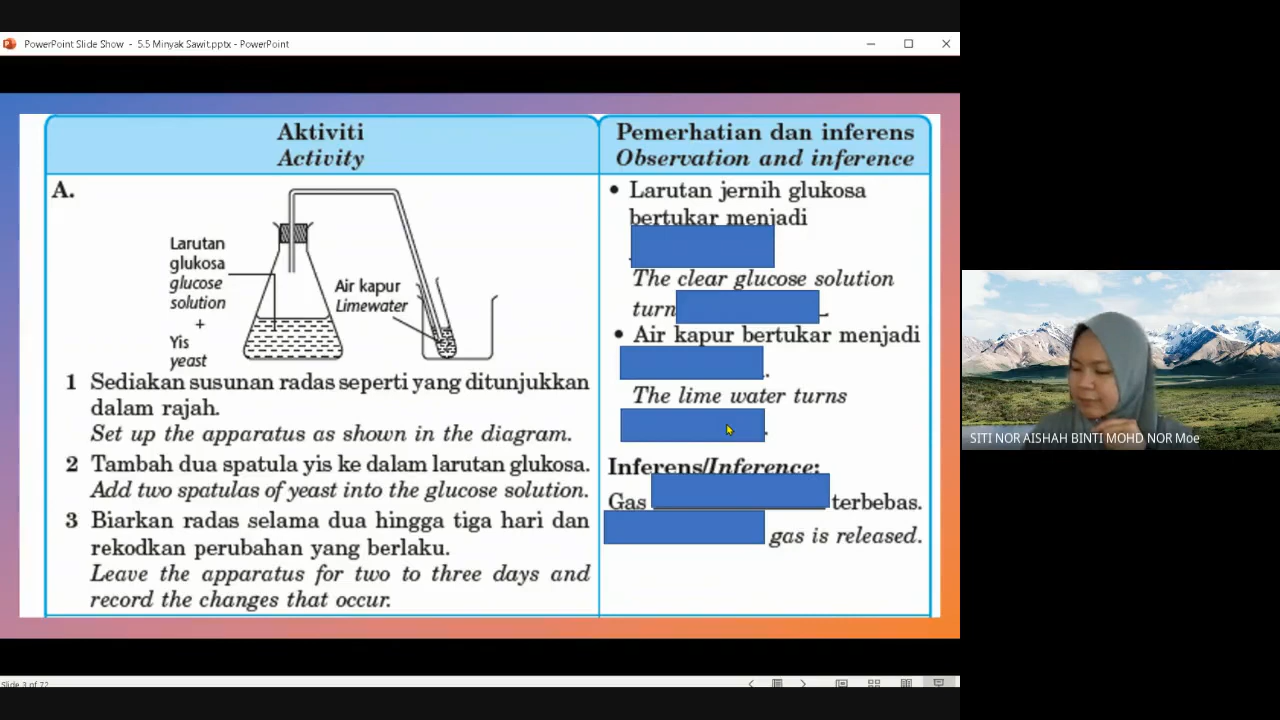 PowerPoint Slide Show - 5.5 Minyak Sawit.pptx - PowerPoint
Aktiviti
Activity
Pemerhatian dan inferens
Observation and inference
A.
Larutan
glukosa
glucose
solution
+
Yis
yeast
Air kapur
Limewater
1 Sediakan susunan radas seperti yang ditunjukkan
dalam rajah.
Set up the apparatus as shown in the diagram.
2 Tambah dua spatula yis ke dalam larutan glukosa.
Add two spatulas of yeast into the glucose solution.
3 Biarkan radas selama dua hingga tiga hari dan
rekodkan perubahan yang berlaku.
Leave the apparatus for two to three days and
record the changes that occur.
• Larutan jernih glukosa
bertukar menjadi
.
The clear glucose solution
turn .
• Air kapur bertukar menjadi
.
The lime water turns
.
Inferens/Inference:
Gas terbebas.
gas is released.
SITI NOR AISHAH BINTI MOHD NOR Moe
Slide 3 of 72